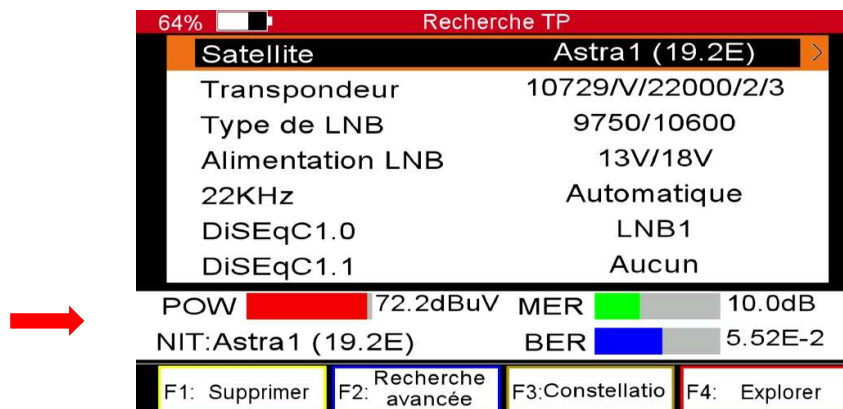 64% Recherche TP
Satellite Astra1 (19.2E) >
Transpondeur 10729/V/22000/2/3
Type de LNB 9750/10600
Alimentation LNB 13V/18V
22KHz Automatique
DiSEqC1.0 LNB1
DiSEqC1.1 Aucun
POW 72.2dBuV MER 10.0dB
NIT:Astra1 (19.2E) BER 5.52E-2
F1: Supprimer F2: Recherche avancée F3:Constellatio F4: Explorer